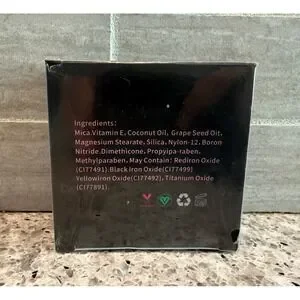 Ingredients:
Mica.Vitamin E, Coconut Oil, Grape Seed Oil,
Magnesium Stearate, Silica, Nylon-12, Boron
Nitride.Dimethicone. Propyipa-raben.
Methylparaben. May Contain: Rediron Oxide
(CI77491).Black Iron Oxide(CI77499)
Yellowiron Oxide(CI77492), Titanium Oxide
(CI77891)